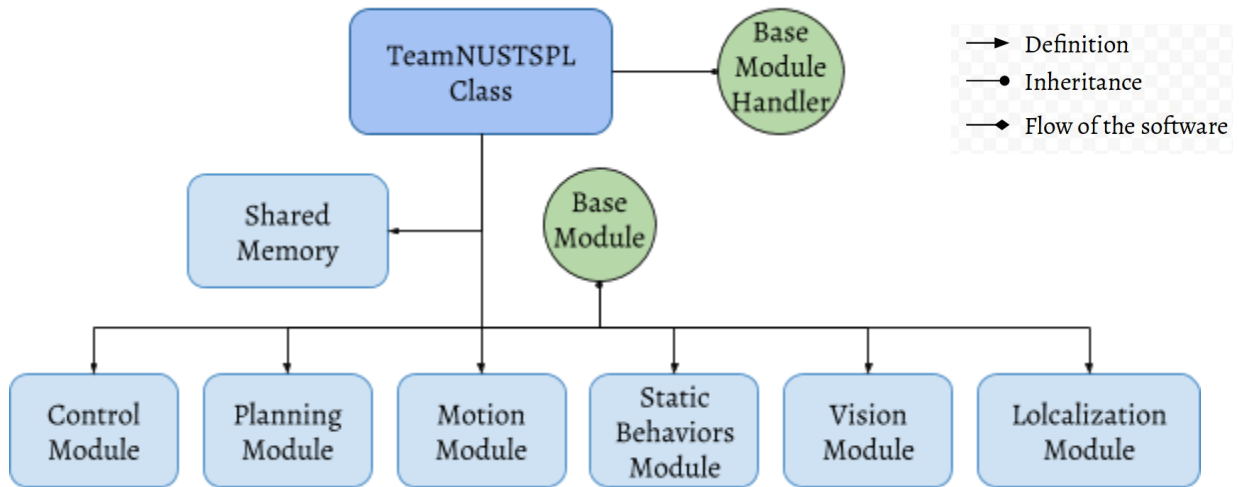 TeamNUSTSPL
Class
Base
Module
Handler
Definition
Inheritance
Flow of the software
Shared
Memory
Base
Module
Control
Module
Planning
Module
Motion
Module
Static
Behaviors
Module
Vision
Module
Lolcalization
Module